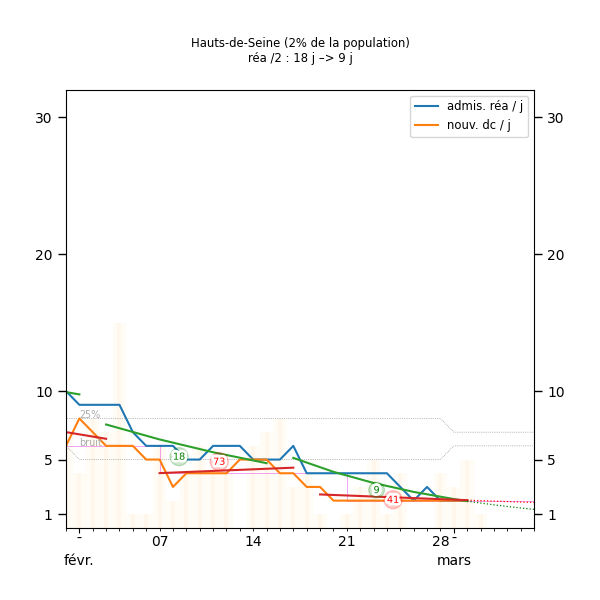 Hauts-de-Seine (2% de la population)
réa /2 : 18 j –> 9 j
admis. réa / j
nouv. dc / j
30 30
20 20
10 10
25%
bruit
18
73
5 5
9
41
1 1
07 14 21 28
févr. mars